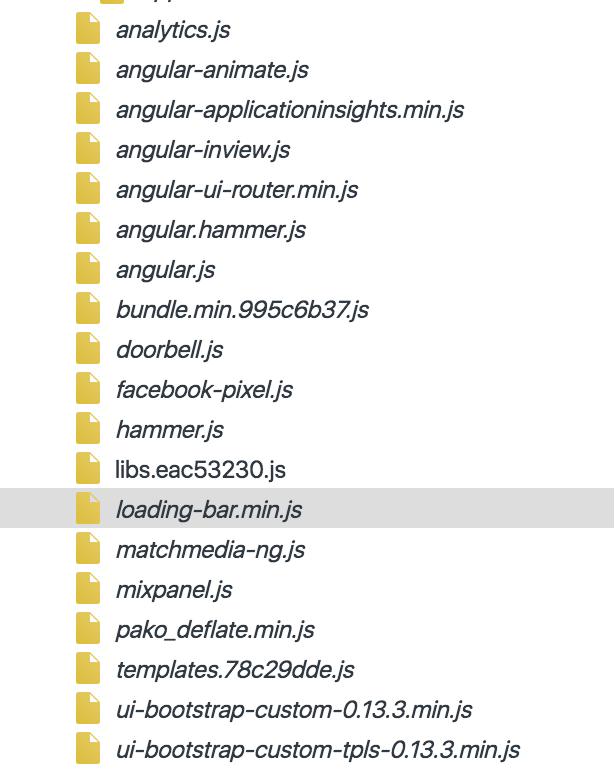 analytics.js
angular-animate.js
angular-applicationinsights.min.js
angular-inview.js
angular-ui-router.min.js
angular.hammer.js
angular.js
bundle.min.995c6b37.js
doorbell.js
facebook-pixel.js
hammer.js
libs.eac53230.js
loading-bar.min.js
matchmedia-ng.js
mixpanel.js
pako_deflate.min.js
templates.78c29dde.js
ui-bootstrap-custom-0.13.3.min.js
ui-bootstrap-custom-tpls-0.13.3.min.js